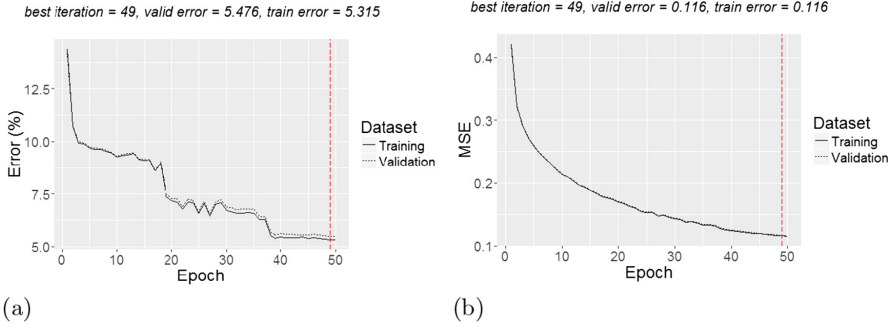 best iteration = 49, valid error = 5.476, train error = 5.315
12.5
10.0
7.5
5.0
Error (%)
0 10 20 30 40 50
Epoch
Dataset
Training
Validation
(a)
best iteration = 49, valid error = 0.116, train error = 0.116
0.4
0.3
0.2
0.1
MSE
0 10 20 30 40 50
Epoch
Dataset
Training
Validation
(b)